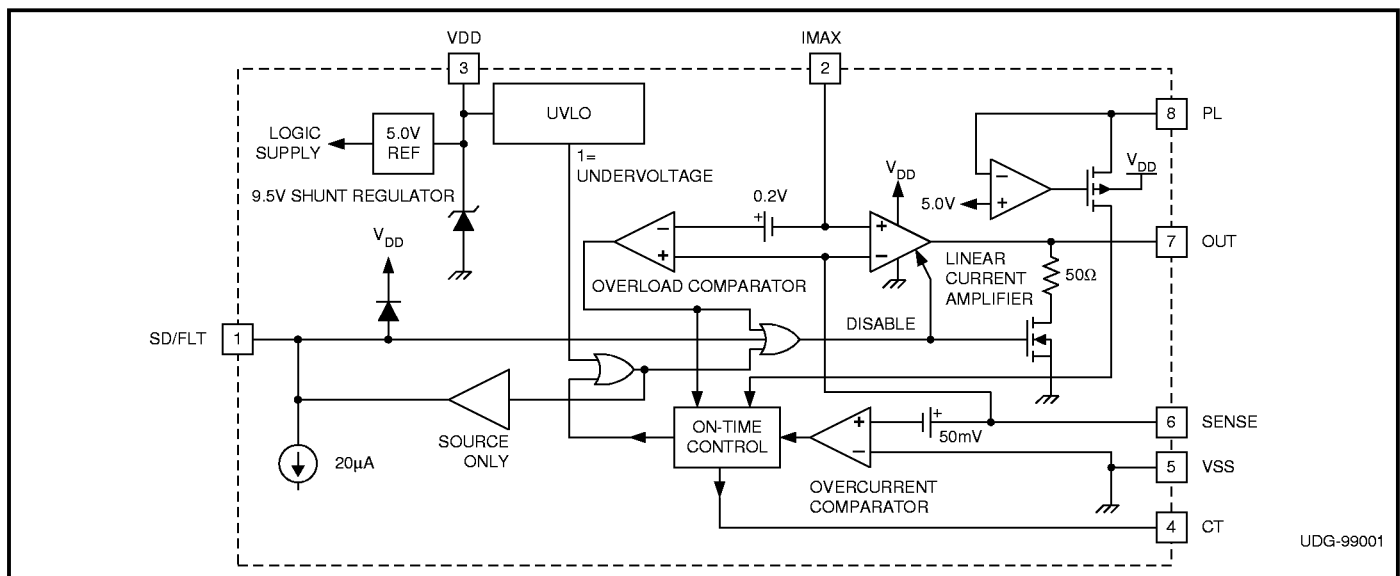 VDD
IMAX
3
2
UVLO
8
PL
LOGIC
SUPPLY
5.0V
REF
1=
UNDERVOLTAGE
9.5V SHUNT REGULATOR
VDD
0.2V
+
VDD
5.0V
−
+
VDD
−
+
+
−
7
OUT
LINEAR
CURRENT
AMPLIFIER
50Ω
OVERLOAD COMPARATOR
DISABLE
SD/FLT
1
SOURCE
ONLY
20µA
ON-TIME
CONTROL
+
−
+
50mV
6
SENSE
5
VSS
OVERCURRENT
COMPARATOR
4
CT
UDG-99001